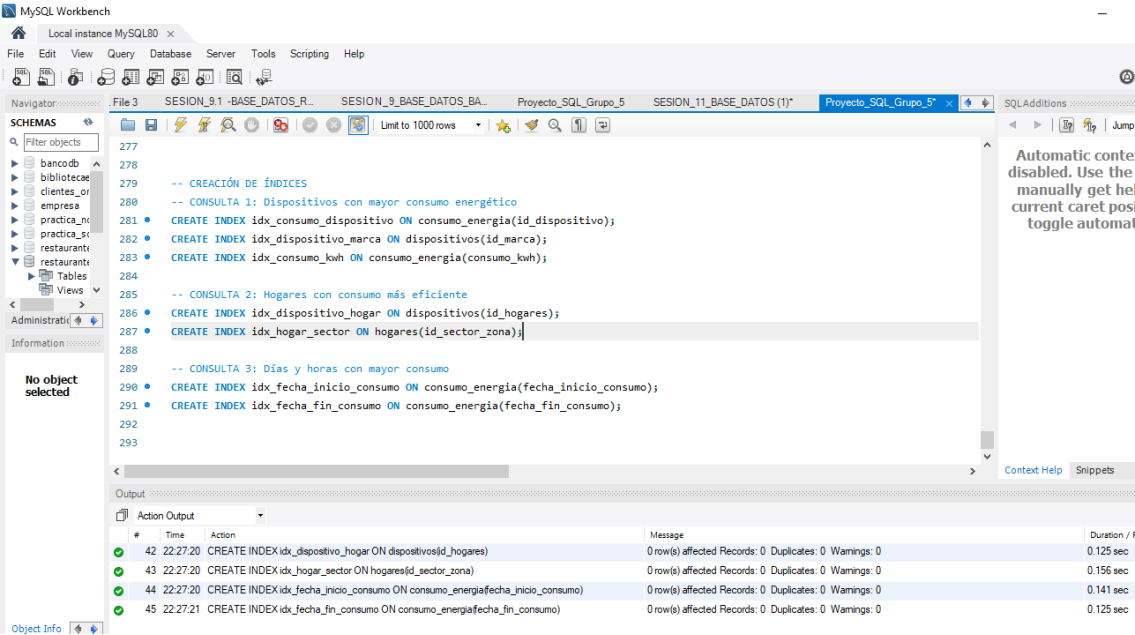 MySQL Workbench
Local instance MySQL80
File Edit View Query Database Server Tools Scripting Help
Navigator
SCHEMAS
Filter objects
bancodb
bibliotecae
clientes_or
empresa
practica_no
practica_so
restaurante
restaurante
Tables
Views
Administratio
Information
No object
selected
Object Info
. File 3 SESION_9.1 -BASE_DATOS_R... SESION_9_BASE_DATOS_BA... Proyecto_SQL_Grupo_5 SESION_11_BASE_DATOS (1)* Proyecto_SQL_Grupo_5*
Limit to 1000 rows
277
278
279 -- CREACIÓN DE ÍNDICES
280 -- CONSULTA 1: Dispositivos con mayor consumo energético
281 CREATE INDEX idx_consumo_dispositivo ON consumo_energia(id_dispositivo);
282 CREATE INDEX idx_dispositivo_marca ON dispositivos(id_marca);
283 CREATE INDEX idx_consumo_kwh ON consumo_energia(consumo_kwh);
284
285 -- CONSULTA 2: Hogares con consumo más eficiente
286 CREATE INDEX idx_dispositivo_hogar ON dispositivos(id_hogares);
287 CREATE INDEX idx_hogar_sector ON hogares(id_sector_zona);
288
289 -- CONSULTA 3: Días y horas con mayor consumo
290 CREATE INDEX idx_fecha_inicio_consumo ON consumo_energia(fecha_inicio_consumo);
291 CREATE INDEX idx_fecha_fin_consumo ON consumo_energia(fecha_fin_consumo);
292
293
SQLAdditions
Jump
Automatic conte
disabled. Use the
manually get hel
current caret posi
toggle automat
Context Help Snippets
Output
Action Output
# Time Action Message Duration / F
42 22:27:20 CREATE INDEX idx_dispositivo_hogar ON dispositivos(id_hogares) 0 row(s) affected Records: 0 Duplicates: 0 Warnings: 0 0.125 sec
43 22:27:20 CREATE INDEX idx_hogar_sector ON hogares(id_sector_zona) 0 row(s) affected Records: 0 Duplicates: 0 Warnings: 0 0.156 sec
44 22:27:20 CREATE INDEX idx_fecha_inicio_consumo ON consumo_energia(fecha_inicio_consumo) 0 row(s) affected Records: 0 Duplicates: 0 Warnings: 0 0.141 sec
45 22:27:21 CREATE INDEX idx_fecha_fin_consumo ON consumo_energia(fecha_fin_consumo) 0 row(s) affected Records: 0 Duplicates: 0 Warnings: 0 0.125 sec